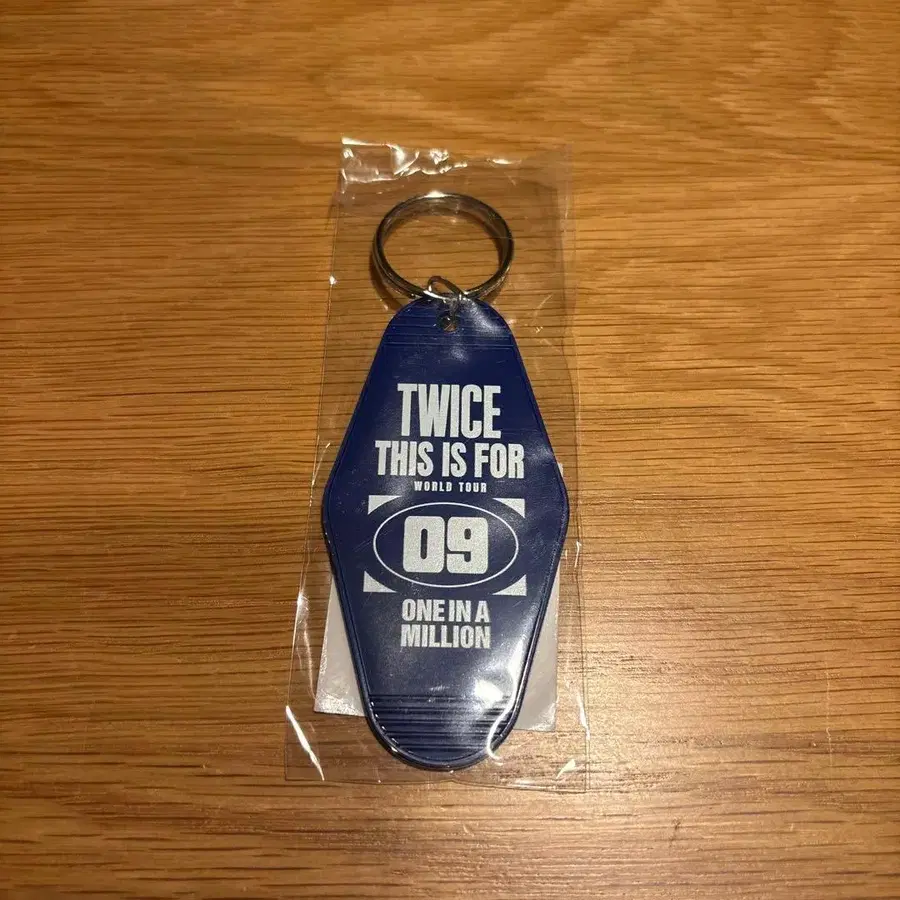 TWICE
THIS IS FOR
WORLD TOUR
09
ONE IN A
MILLION